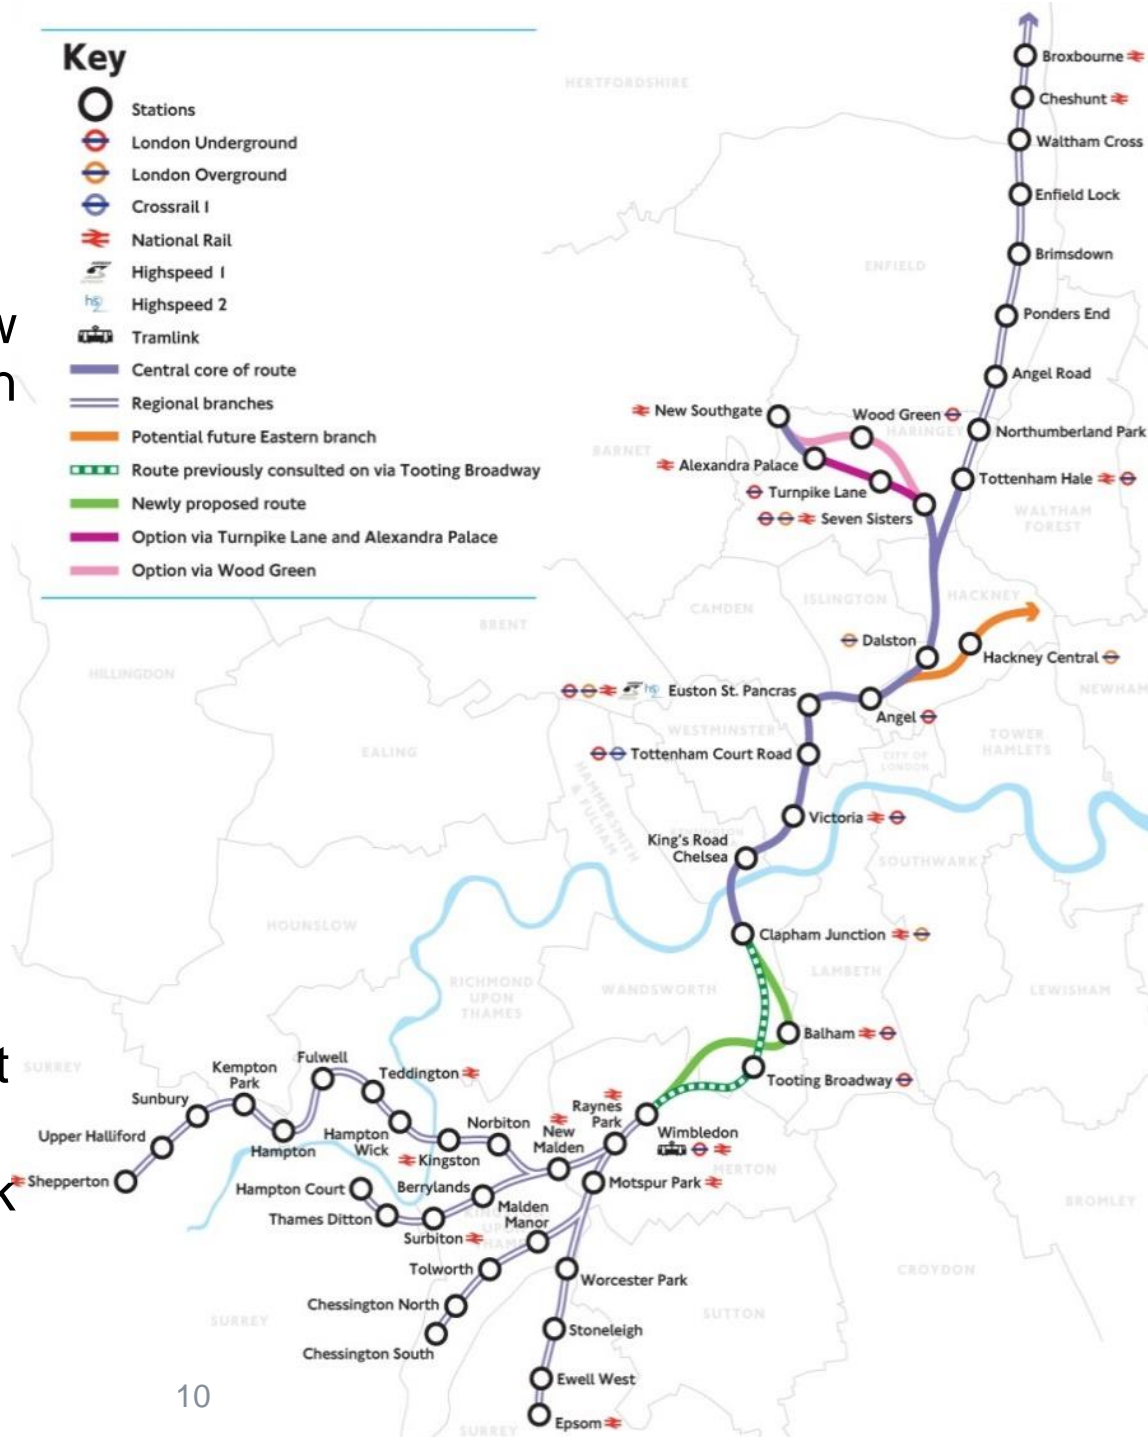 Key
Stations
London Underground
London Overground
Crossrail 1
National Rail
Highspeed 1
hs2
Highspeed 2
Tramlink
Central core of route
Regional branches
Potential future Eastern branch
Route previously consulted on via Tooting Broadway
Newly proposed route
Option via Turnpike Lane and Alexandra Palace
Option via Wood Green
w
n
t
k
HERTFORDSHIRE
Broxbourne
Cheshunt
Waltham Cross
Enfield Lock
Brimsdown
ENFIELD
Ponders End
Angel Road
New Southgate
Wood Green
HARINGEY
Northumberland Park
BARNET
Alexandra Palace
Tottenham Hale
Turnpike Lane
Seven Sisters
WALTHAM
FOREST
CAMDEN
ISLINGTON
HACKNEY
BRENT
Dalston
Hackney Central
HILLINGDON
hs2
Euston St. Pancras
NEWHAM
Angel
WESTMINSTER
TOWER
HAMLETS
EALING
Tottenham Court Road
CITY OF
LONDON
HAMMERSMITH
& FULHAM
Victoria
King's Road
Chelsea
SOUTHWARK
HOUNSLOW
Clapham Junction
LAMBETH
RICHMOND
UPON
THAMES
WANDSWORTH
LEWISHAM
Balham
SURREY
Fulwell
Kempton
Park
Teddington
Tooting Broadway
Sunbury
Raynes
Park
Norbiton
New
Malden
Wimbledon
Upper Halliford
Hampton
Hampton
Wick
Kingston
MERTON
Shepperton
Hampton Court
Berrylands
Motspur Park
BROMLEY
Thames Ditton
Malden
Manor
Surbiton
Tolworth
CROYDON
Worcester Park
Chessington North
SURREY
SUTTON
Stoneleigh
Chessington South
Ewell West
10
Epsom
SURREY